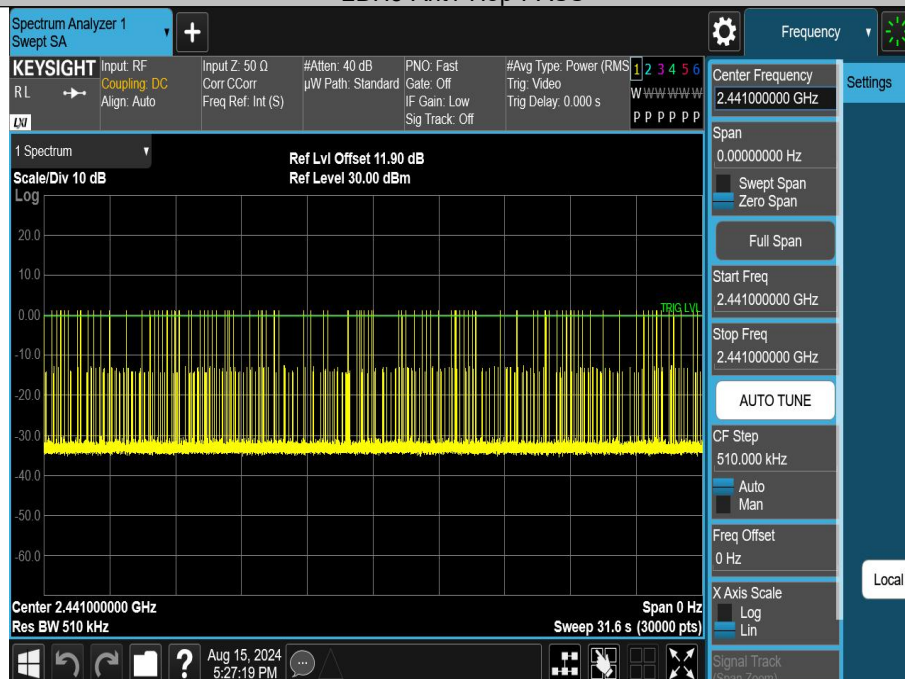 Spectrum Analyzer 1
Swept SA
Frequency
KEYSIGHT
RL
LXI
Input: RF
Coupling: DC
Align: Auto
Input Z: 50 Ω
Corr CCorr
Freq Ref: Int (S)
#Atten: 40 dB
µW Path: Standard
PNO: Fast
Gate: Off
IF Gain: Low
Sig Track: Off
#Avg Type: Power (RMS
Trig: Video
Trig Delay: 0.000 s
1 2 3 4 5 6
W W W W W W
P P P P P P
1 Spectrum
Scale/Div 10 dB
Log
Ref Lvl Offset 11.90 dB
Ref Level 30.00 dBm
20.0
10.0
0.00
-10.0
-20.0
-30.0
-40.0
-50.0
-60.0
TRIG LVL
Center 2.441000000 GHz
Res BW 510 kHz
Span 0 Hz
Sweep 31.6 s (30000 pts)
Center Frequency
2.441000000 GHz
Settings
Span
0.00000000 Hz
Swept Span
Zero Span
Full Span
Start Freq
2.441000000 GHz
Stop Freq
2.441000000 GHz
AUTO TUNE
CF Step
510.000 kHz
Auto
Man
Freq Offset
0 Hz
Local
X Axis Scale
Log
Lin
Signal Track
(Span Zoom)
?
Aug 15, 2024
5:27:19 PM